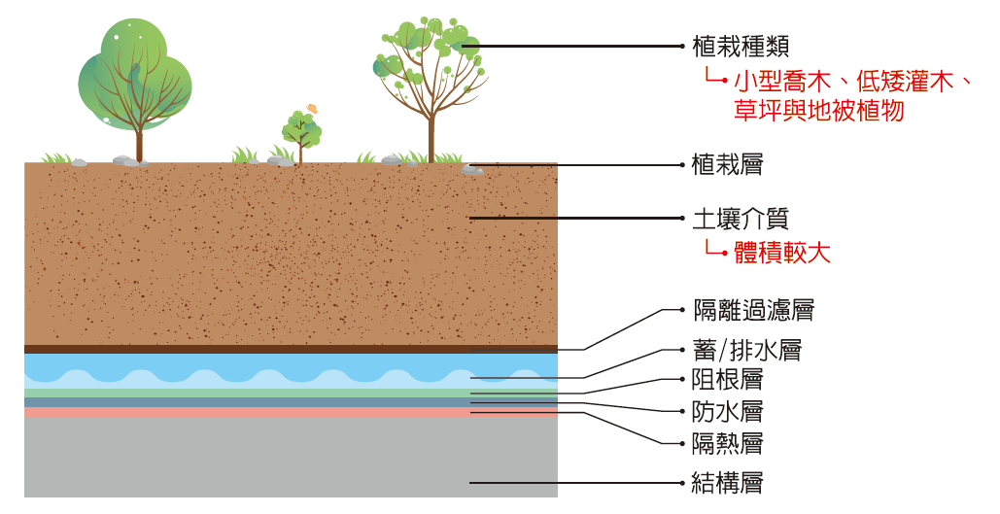 植栽種類
小型喬木、低矮灌木、
草坪與地被植物
植栽層
土壤介質
體積較大
隔離過濾層
蓄/排水層
阻根層
防水層
隔熱層
結構層